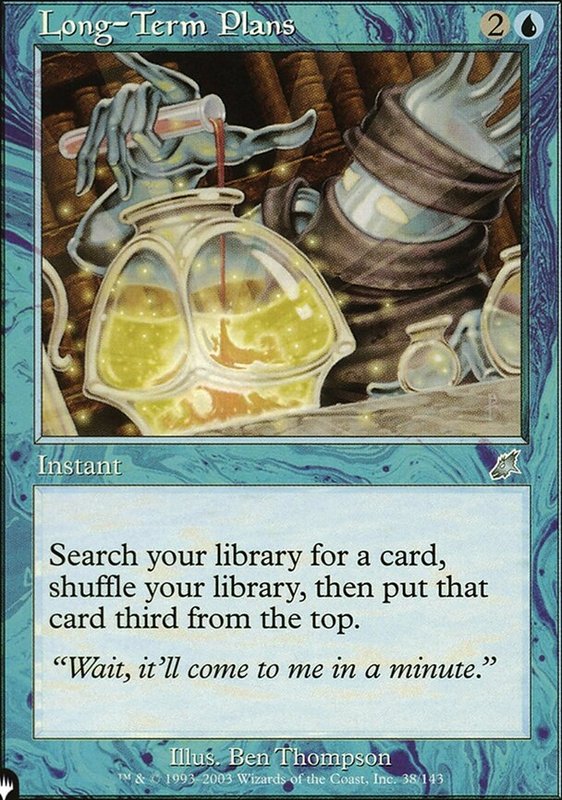 Long-Term Plans 2
Instant
Search your library for a card,
shuffle your library, then put that
card third from the top.
“Wait, it’ll come to me in a minute.”
Illus. Ben Thompson
™ & © 1993-2003 Wizards of the Coast, Inc. 38/143